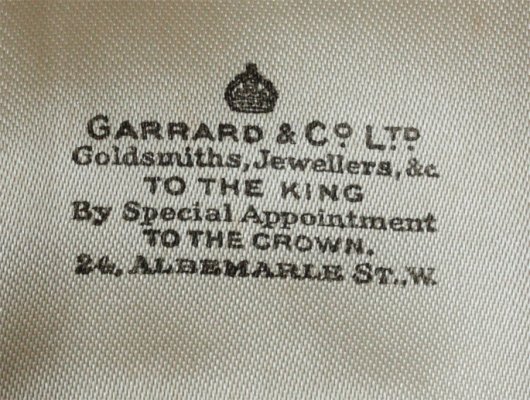 GARRARD & Cº LTD
Goldsmiths, Jewellers, &c
TO THE KING
By Special Appointment
TO THE CROWN.
24, ALBEMARLE ST., W.